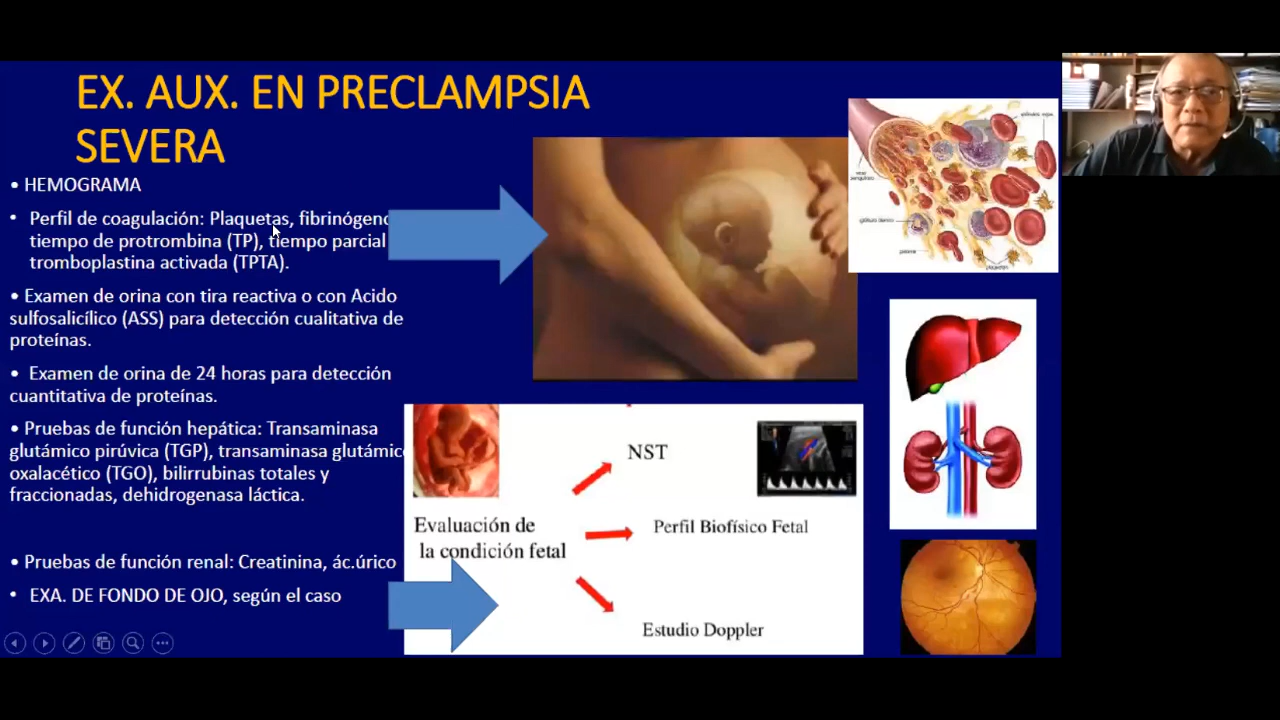 EX. AUX. EN PRECLAMPSIA
SEVERA
• HEMOGRAMA
• Perfil de coagulación: Plaquetas, fibrinógeno
tiempo de protrombina (TP), tiempo parcial
tromboplastina activada (TPTA).
• Examen de orina con tira reactiva o con Acido
sulfosalicílico (ASS) para detección cualitativa de
proteínas.
• Examen de orina de 24 horas para detección
cuantitativa de proteínas.
• Pruebas de función hepática: Transaminasa
glutámico pirúvica (TGP), transaminasa glutámico
oxalacético (TGO), bilirrubinas totales y
fraccionadas, dehidrogenasa láctica.
• Pruebas de función renal: Creatinina, ác.úrico
• EXA. DE FONDO DE OJO, según el caso
NST
Evaluación de
la condición fetal
Perfil Biofísico Fetal
Estudio Doppler